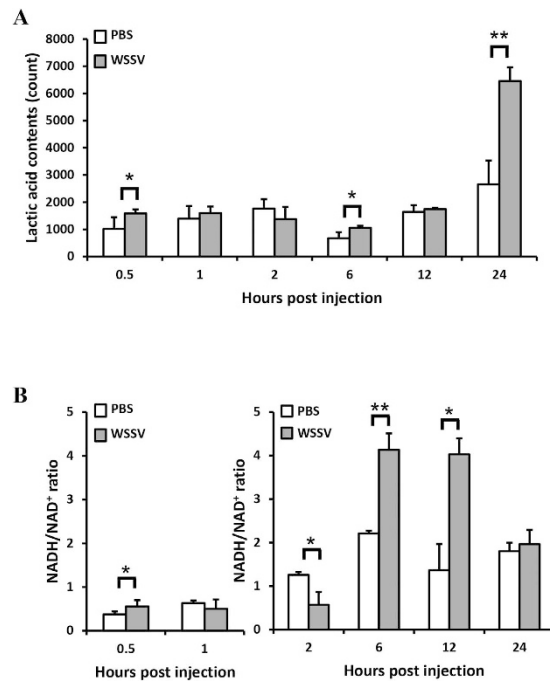 A
PBS
WSSV
Lactic acid contents (count)
8000
7000
6000
5000
4000
3000
2000
1000
0
*
*
**
0.5 1 2 6 12 24
Hours post injection
B
PBS
WSSV
NADH/NAD⁺ ratio
5
4
3
2
1
0
*
0.5 1
Hours post injection
PBS
WSSV
NADH/NAD⁺ ratio
5
4
3
2
1
0
*
**
*
2 6 12 24
Hours post injection